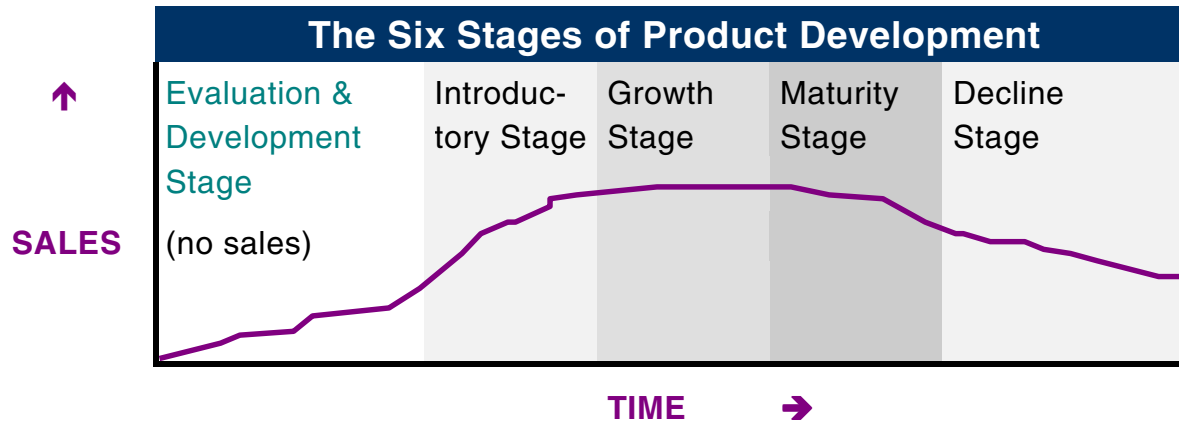 The Six Stages of Product Development
Evaluation &
Development
Stage
(no sales)
Introduc-
tory Stage
Growth
Stage
Maturity
Stage
Decline
Stage
SALES
TIME